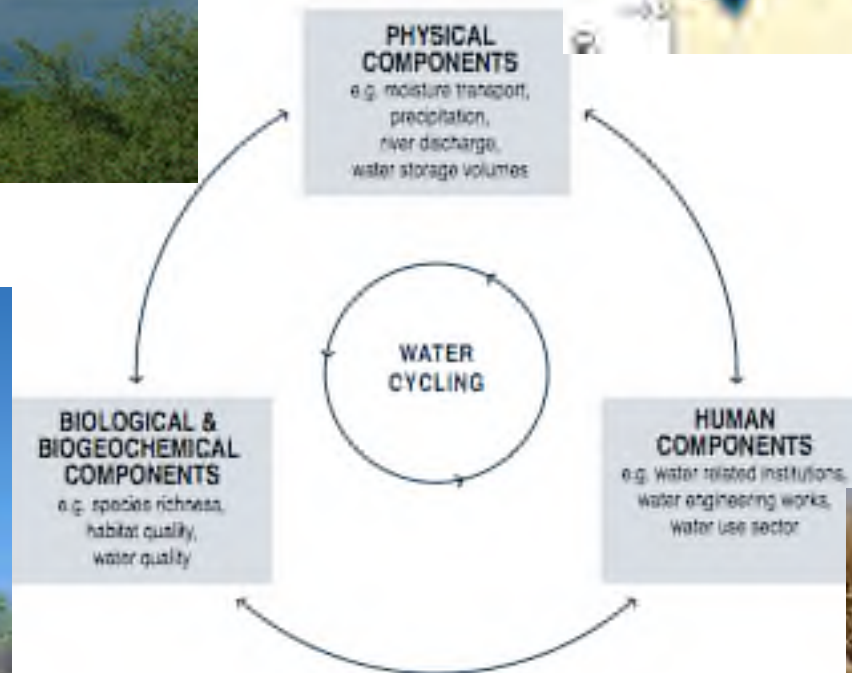 PHYSICAL
COMPONENTS
e.g. moisture transport,
precipitation,
river discharge,
water storage volumes
WATER
CYCLING
BIOLOGICAL &
BIOGEOCHEMICAL
COMPONENTS
e.g. species richness,
habitat quality,
water quality
HUMAN
COMPONENTS
e.g. water related institutions,
water engineering works,
water use sector